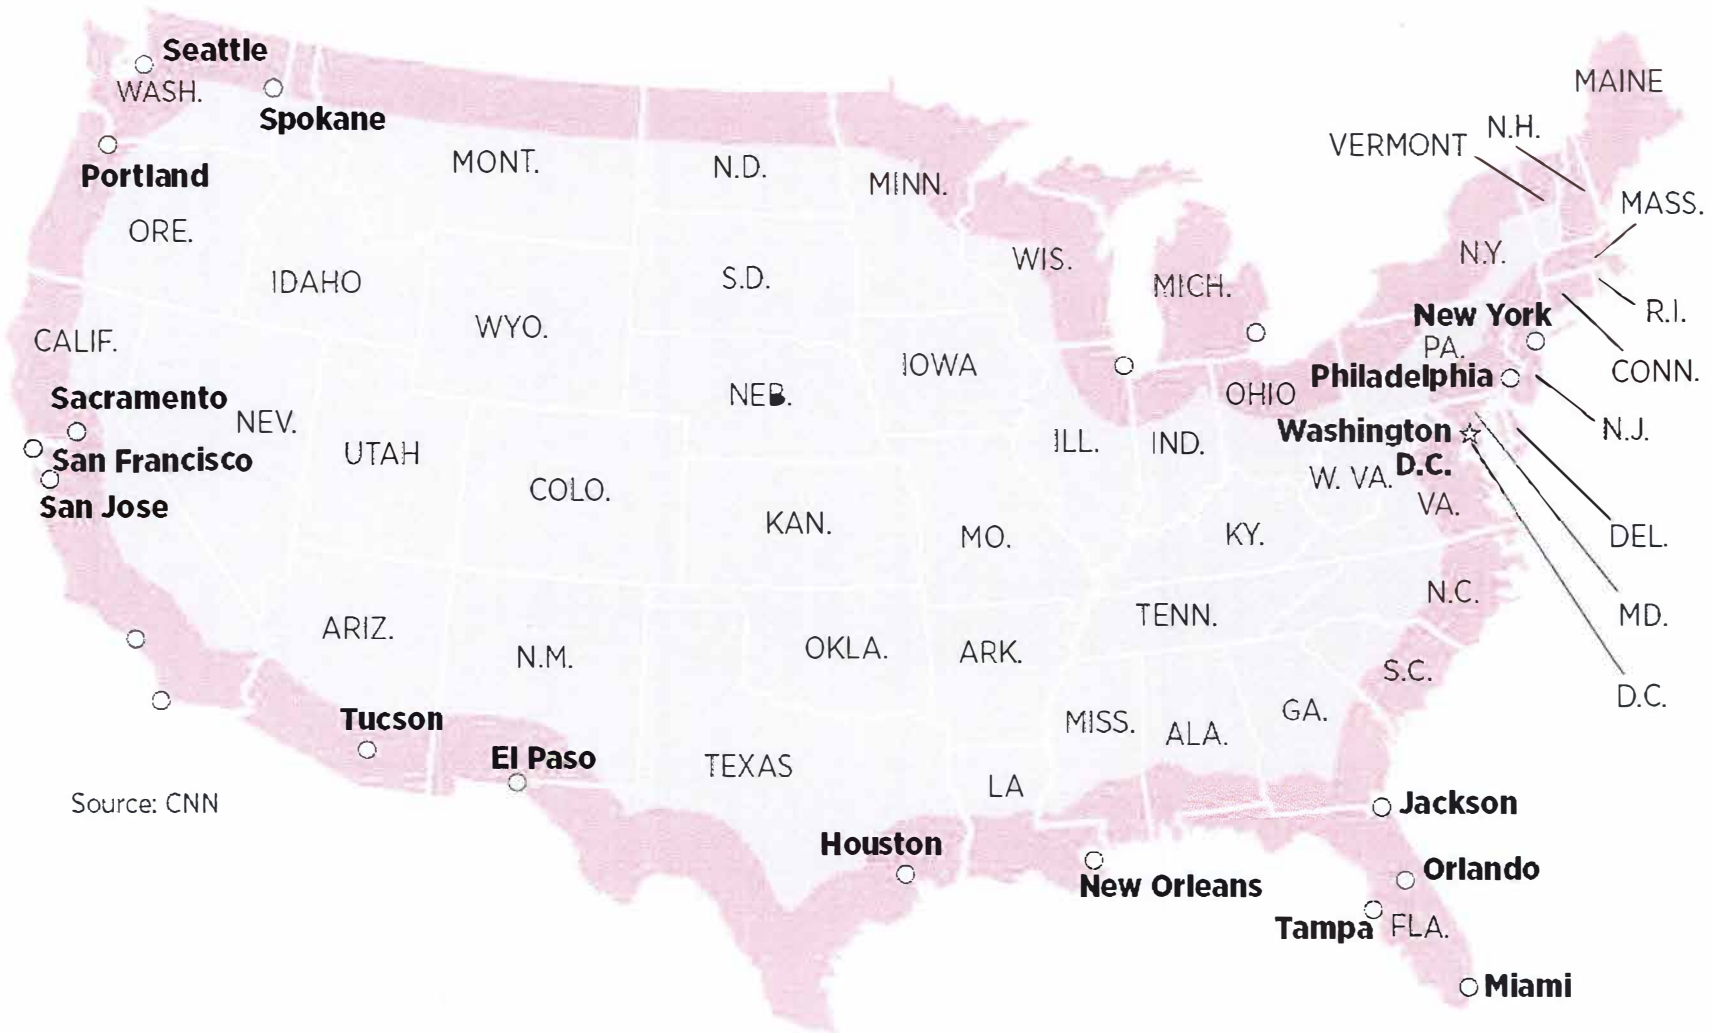 Seattle
WASH.
Spokane
Portland
MONT.
N.D.
MINN.
MAINE
VERMONT
N.H.
MASS.
ORE.
IDAHO
S.D.
WIS.
MICH.
N.Y.
CALIF.
WYO.
New York
R.I.
PA.
CONN.
Sacramento
NEV.
NEB.
IOWA
OHIO
Philadelphia
N.J.
San Francisco
San Jose
UTAH
COLO.
ILL.
IND.
Washington
D.C.
W. VA.
VA.
KAN.
MO.
KY.
DEL.
N.C.
MD.
ARIZ.
N.M.
OKLA.
ARK.
TENN.
S.C.
D.C.
Tucson
El Paso
TEXAS
MISS.
ALA.
GA.
LA
Source: CNN
Houston
New Orleans
Jackson
Orlando
Tampa
FLA.
Miami